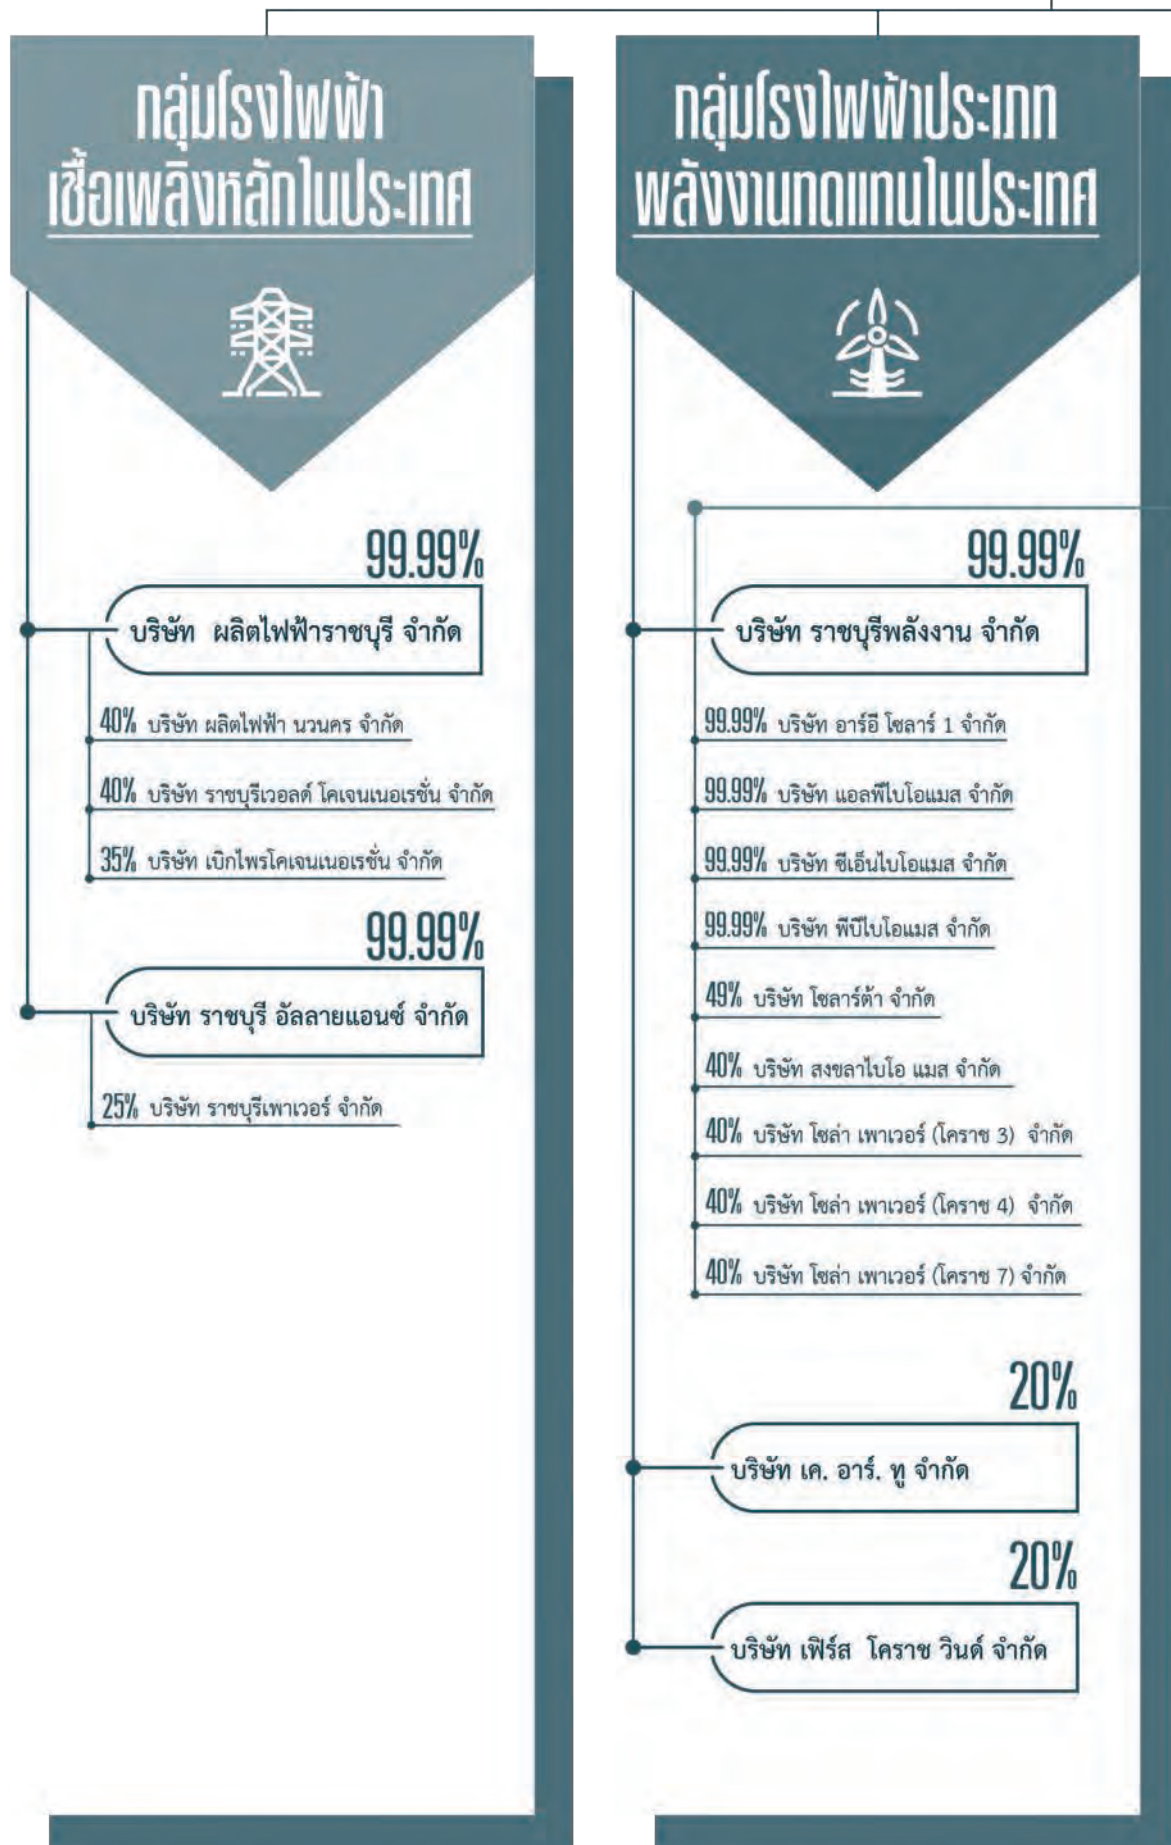 กลุ่มโรงไฟฟ้า
เชื้อเพลิงหลักในประเทศ
99.99%
บริษัท ผลิตไฟฟ้าราชบุรี จำกัด
40% บริษัท ผลิตไฟฟ้า นวนคร จำกัด
40% บริษัท ราชบุรีเวอลด์ โคเจนเนอเรชั่น จำกัด
35% บริษัท เบิกไพรโคเจนเนอเรชั่น จำกัด
99.99%
บริษัท ราชบุรี อัลลายแอนซ์ จำกัด
25% บริษัท ราชบุรีเพาเวอร์ จำกัด
กลุ่มโรงไฟฟ้าประเภท
พลังงานทดแทนในประเทศ
99.99%
บริษัท ราชบุรีพลังงาน จำกัด
99.99% บริษัท อาร์อี โซลาร์ 1 จำกัด
99.99% บริษัท แอลพีไบโอแมส จำกัด
99.99% บริษัท ซีเอ็นไบโอแมส จำกัด
99.99% บริษัท พีบีไบโอแมส จำกัด
49% บริษัท โซลาร์ต้า จำกัด
40% บริษัท สงขลาไบโอ แมส จำกัด
40% บริษัท โซล่า เพาเวอร์ (โคราช 3) จำกัด
40% บริษัท โซล่า เพาเวอร์ (โคราช 4) จำกัด
40% บริษัท โซล่า เพาเวอร์ (โคราช 7) จำกัด
20%
บริษัท เค. อาร์. ทู จำกัด
20%
บริษัท เฟิร์ส โคราช วินด์ จำกัด